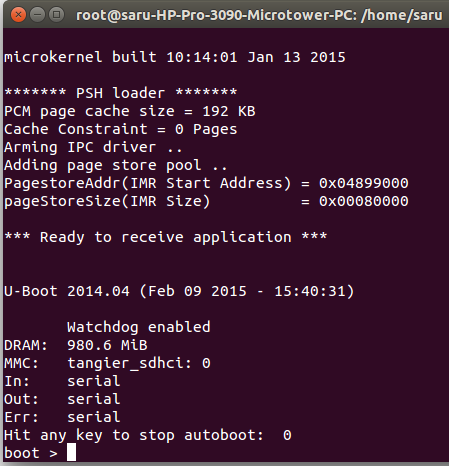 root@saru-HP-Pro-3090-Microtower-PC: /home/saru
microkernel built 10:14:01 Jan 13 2015
******* PSH loader *******
PCM page cache size = 192 KB
Cache Constraint = 0 Pages
Arming IPC driver ..
Adding page store pool ..
PagestoreAddr(IMR Start Address) = 0x04899000
pageStoreSize(IMR Size)          = 0x00080000
*** Ready to receive application ***
U-Boot 2014.04 (Feb 09 2015 - 15:40:31)
       Watchdog enabled
DRAM:  980.6 MiB
MMC:   tangier_sdhci: 0
In:    serial
Out:   serial
Err:   serial
Hit any key to stop autoboot:  0
boot >